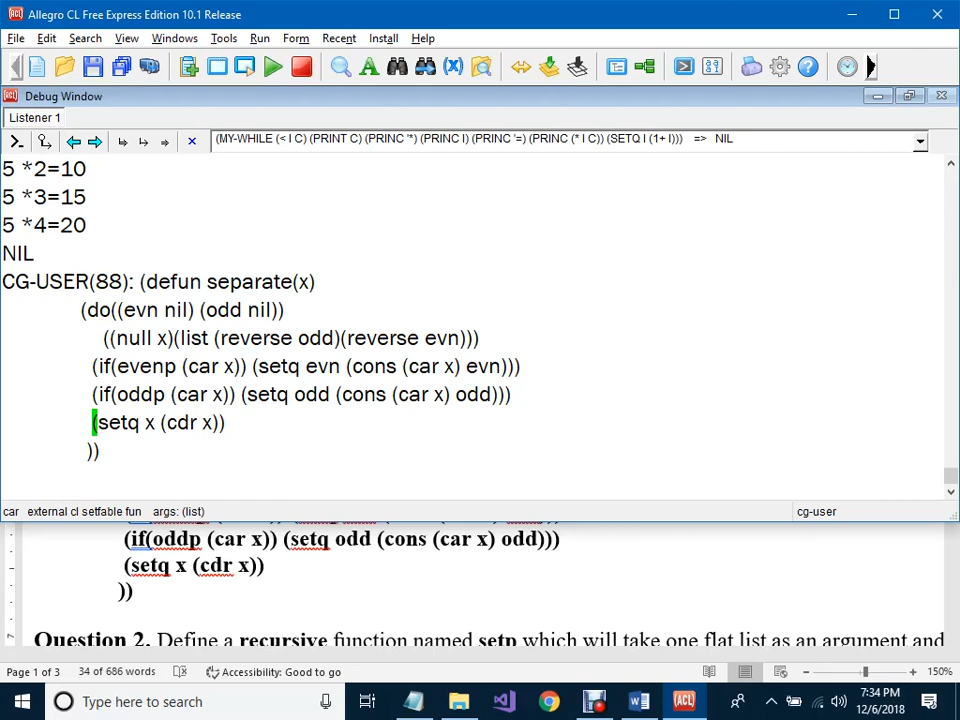 Allegro CL Free Express Edition 10.1 Release
File Edit Search View Windows Tools Run Form Recent Install Help
Debug Window
Listener 1
(MY-WHILE (< I C) (PRINT C) (PRINC '*) (PRINC I) (PRINC '=) (PRINC (* I C)) (SETQ I (1+ I))) => NIL
5 *2=10
5 *3=15
5 *4=20
NIL
CG-USER(88): (defun separate(x)
(do((evn nil) (odd nil))
((null x)(list (reverse odd)(reverse evn)))
(if(evenp (car x)) (setq evn (cons (car x) evn)))
(if(oddp (car x)) (setq odd (cons (car x) odd)))
(setq x (cdr x))
))
car external cl setfable fun args: (list) cg-user
(if(oddp (car x)) (setq odd (cons (car x) odd)))
(setq x (cdr x))
))
Question 2. Define a recursive function named setp which will take one flat list as an argument and
Page 1 of 3 34 of 686 words Accessibility: Good to go 150%
Type here to search
7:34 PM
12/6/2018